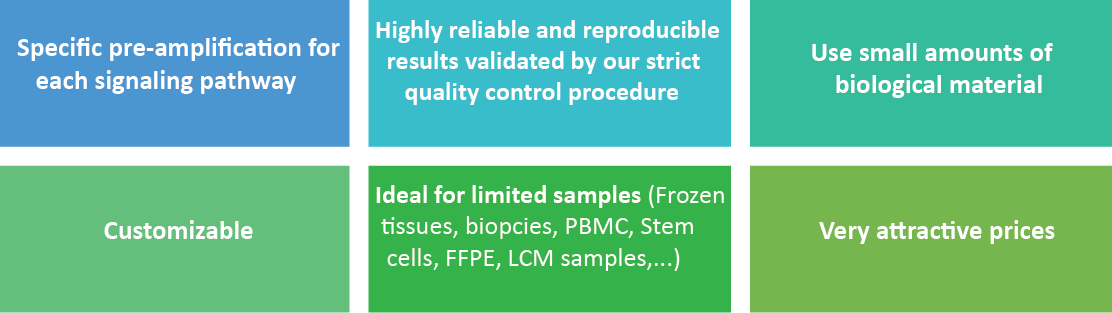 Specific pre-amplification for
each signaling pathway
Highly reliable and reproducible
results validated by our strict
quality control procedure
Use small amounts of
biological material
Customizable
Ideal for limited samples (Frozen
tissues, biopcies, PBMC, Stem
cells, FFPE, LCM samples,...)
Very attractive prices